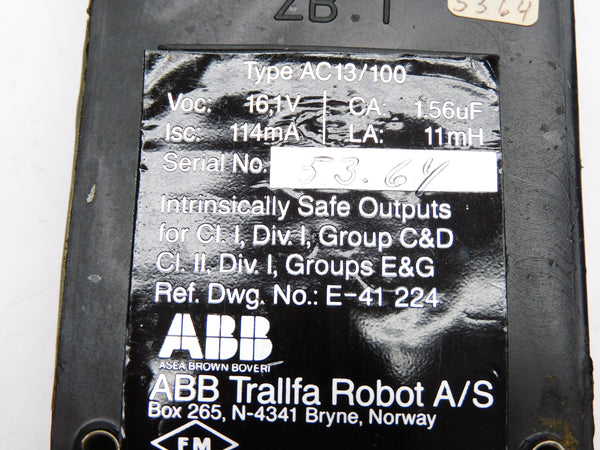 ZB.1
5364
Type AC13/100
Voc: 16,1V | CA: 1.56uF
Isc: 114mA | LA: 11mH
Serial No. 53.64
Intrinsically Safe Outputs
for Cl. I, Div. I, Group C&D
Cl. II, Div. I, Groups E&G
Ref. Dwg. No.: E-41 224
ABB
ASEA BROWN BOVERI
ABB Trallfa Robot A/S
Box 265, N-4341 Bryne, Norway
FM